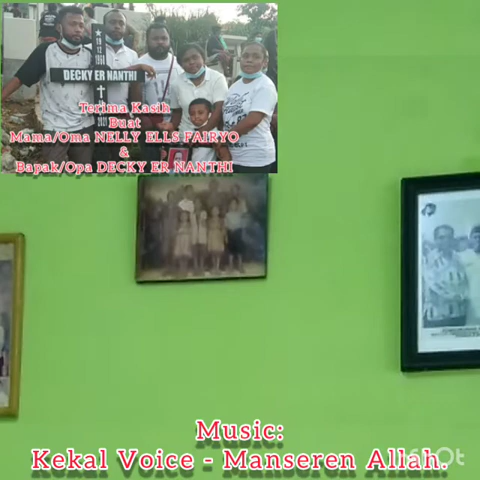 DECKY ER NANTHI
Terima Kasih
Buat
Mama/Oma NELLY ELLS FAIRYO
&
Bapak/Opa DECKY ER NANTHI
Music:
Kekal Voice - Manseren Allah.